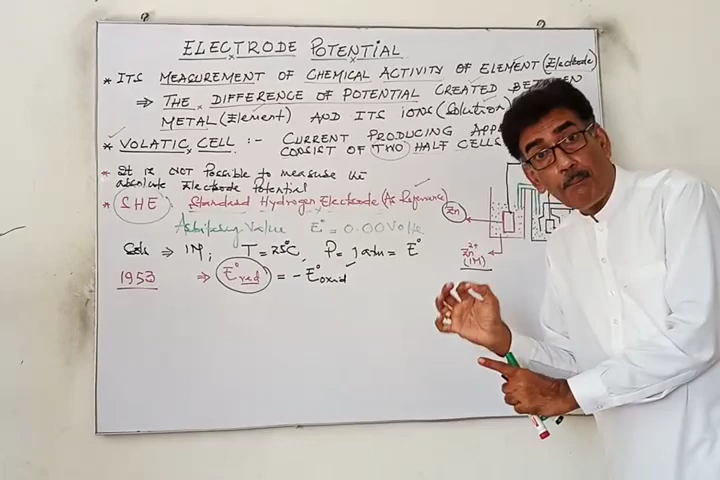 ELECTRODE POTENTIAL
* ITS MEASUREMENT OF CHEMICAL ACTIVITY OF ELEMENT (Electrode)
⇒ THE DIFFERENCE OF POTENTIAL CREATED BETWEEN
METAL (Element) AND ITS IONS (Solution)
* VOLATIC CELL :- CURRENT PRODUCING APP
CONSIST OF TWO HALF CELLS
* It is not Possible to measure
absolute Electrode Potential
* SHE : Standard Hydrogen Electrode (As Reference)
Zn
Arbitrary Value E° = 0.00 Volts
Sol ⇒ 1M; T = 25°C, P = 1 atm = E°
Zn²⁺
(1M)
1953 ⇒ E°red = - E°oxid